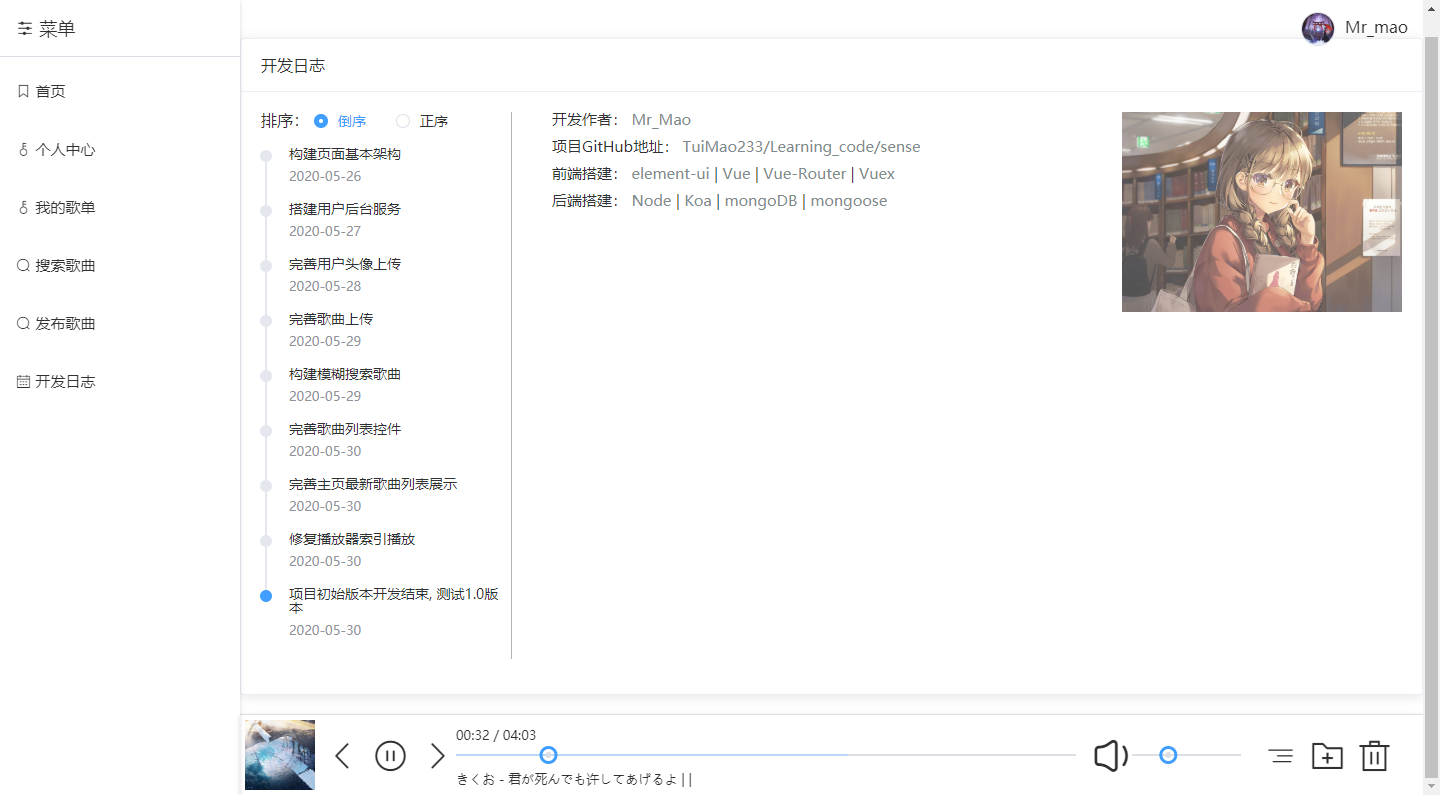 菜单
Mr_mao
首页
个人中心
我的歌单
搜索歌曲
发布歌曲
开发日志
开发日志
排序： 倒序 正序
构建页面基本架构
2020-05-26
搭建用户后台服务
2020-05-27
完善用户头像上传
2020-05-28
完善歌曲上传
2020-05-29
构建模糊搜索歌曲
2020-05-29
完善歌曲列表控件
2020-05-30
完善主页最新歌曲列表展示
2020-05-30
修复播放器索引播放
2020-05-30
项目初始版本开发结束, 测试1.0版
本
2020-05-30
开发作者： Mr_Mao
项目GitHub地址： TuiMao233/Learning_code/sense
前端搭建： element-ui | Vue | Vue-Router | Vuex
后端搭建： Node | Koa | mongoDB | mongoose
00:32 / 04:03
きくお - 君が死んでも许してあげるよ | |